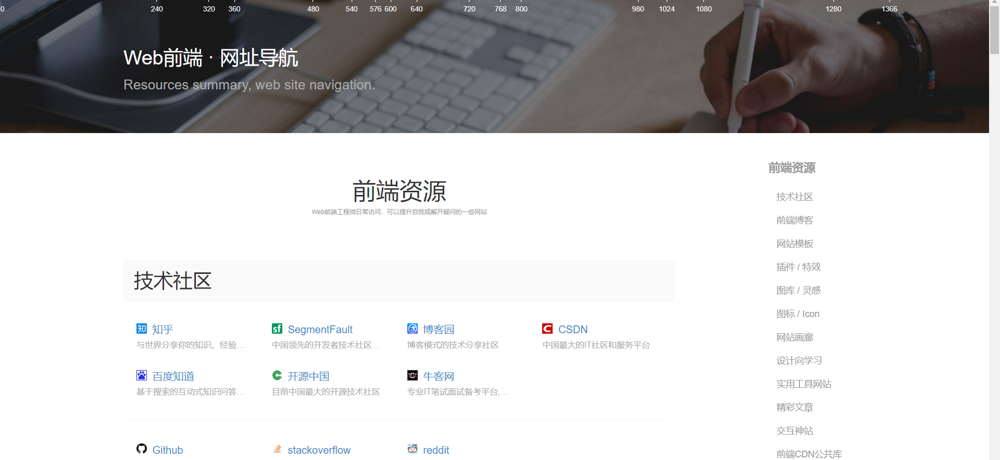 0 240 320 360 480 540 576 600 640 720 768 800 980 1024 1080 1280 1366
Web前端 · 网址导航
Resources summary, web site navigation.
前端资源
Web前端工程师日常访问，可以提升自我或解开疑问的一些网站
技术社区
知乎
与世界分享你的知识、经验...
SegmentFault
中国领先的开发者技术社区...
博客园
博客模式的技术分享社区
CSDN
中国最大的IT社区和服务平台
百度知道
基于搜索的互动式知识问答...
开源中国
目前中国最大的开源技术社区
牛客网
专业IT笔试面试备考平台,...
Github
stackoverflow
reddit
前端资源
技术社区
前端博客
网站模板
插件 / 特效
图库 / 灵感
图标 / Icon
网站画廊
设计向学习
实用工具网站
精彩文章
交互神站
前端CDN公共库